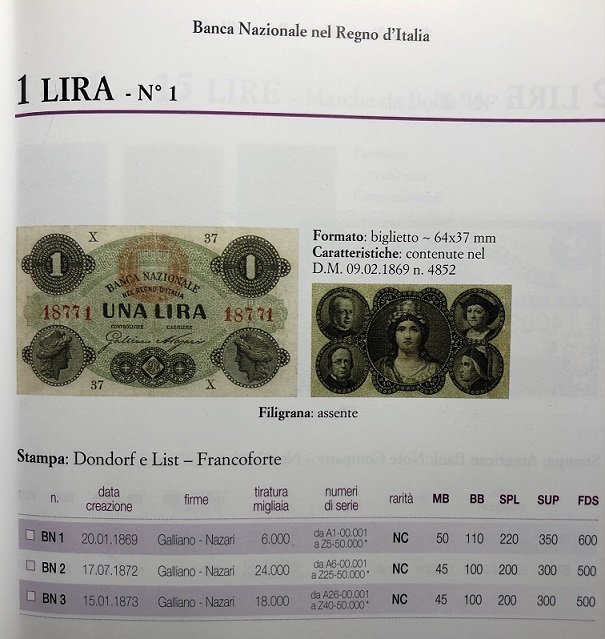 Banca Nazionale nel Regno d'Italia
1 LIRA - N° 1
X 37
1 1
BANCA NAZIONALE
NEL REGNO D'ITALIA
18771 UNA LIRA 18771
CONTROLLORE CASSIERE
37 X
Formato: biglietto ~ 64x37 mm
Caratteristiche: contenute nel
D.M. 09.02.1869 n. 4852
Filigrana: assente
Stampa: Dondorf e List – Francoforte
n. data creazione firme tiratura migliaia numeri di serie rarità MB BB SPL SUP FDS
BN 1 20.01.1869 Galliano - Nazari 6.000 da A1-00.001 a Z5-50.000* NC 50 110 220 350 600
BN 2 17.07.1872 Galliano - Nazari 24.000 da A6-00.001 a Z25-50.000* NC 45 100 200 300 500
BN 3 15.01.1873 Galliano - Nazari 18.000 da A26-00.001 a Z40-50.000* NC 45 100 200 300 500